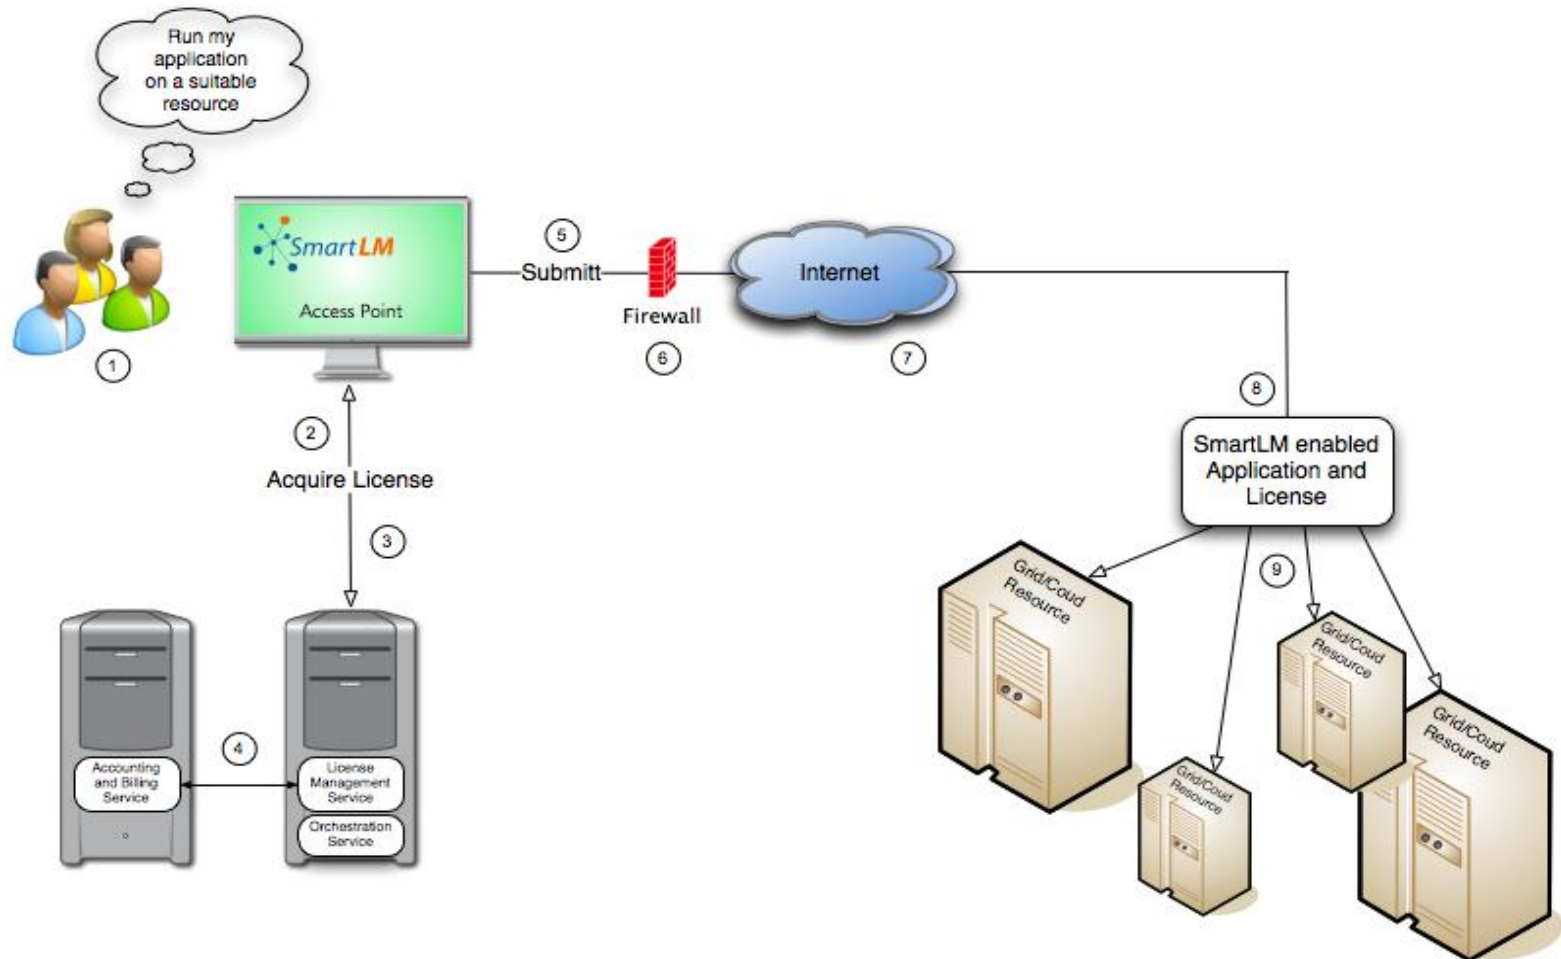 Run my
application
on a suitable
resource
SmartLM
Access Point
1
2
Acquire License
3
4
Accounting
and Billing
Service
License
Management
Service
Orchestration
Service
5
Submitt
Firewall
6
Internet
7
8
SmartLM enabled
Application and
License
9
Grid/Coud
Resource
Grid/Coud
Resource
Grid/Coud
Resource
Grid/Coud
Resource